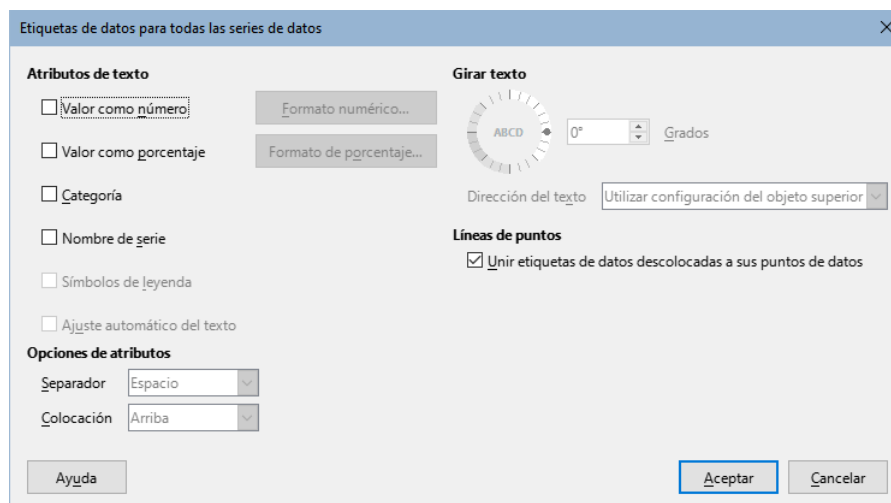 Etiquetas de datos para todas las series de datos
Atributos de texto
Valor como número
Formato numérico...
Valor como porcentaje
Formato de porcentaje...
Categoría
Nombre de serie
Símbolos de leyenda
Ajuste automático del texto
Opciones de atributos
Separador Espacio
Colocación Arriba
Girar texto
ABCD
0° Grados
Dirección del texto Utilizar configuración del objeto superior
Líneas de puntos
Unir etiquetas de datos descolocadas a sus puntos de datos
Ayuda
Aceptar
Cancelar